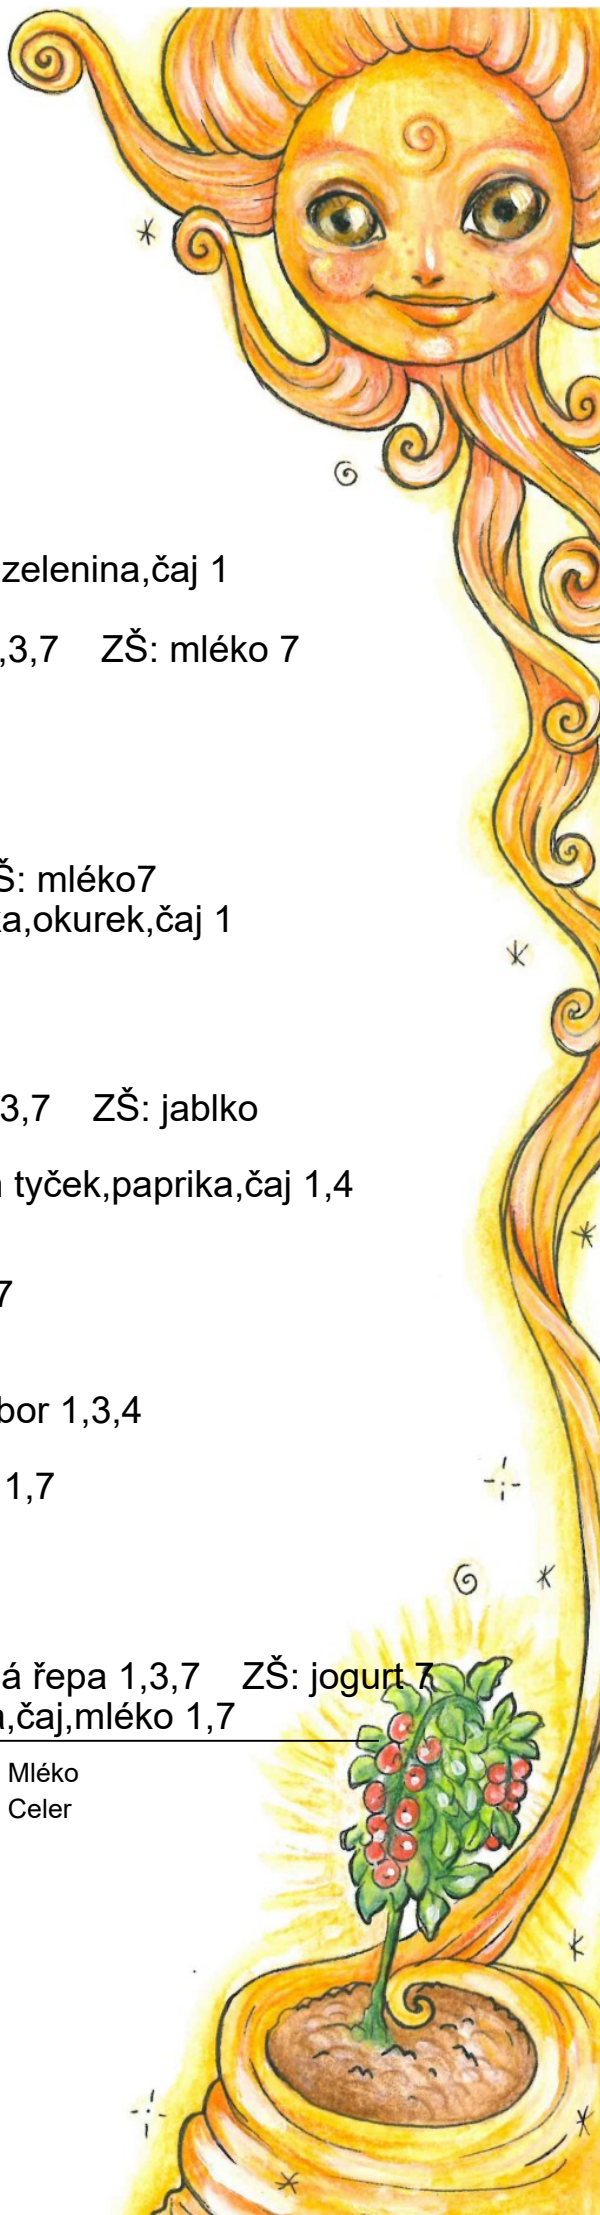 zelenina,čaj 1
,3,7 ZŠ: mléko 7
Š: mléko7
a,okurek,čaj 1
3,7 ZŠ: jablko
tyček,paprika,čaj 1,4
7
bor 1,3,4
1,7
á řepa 1,3,7 ZŠ: jogurt 7
,čaj,mléko 1,7
Mléko
Celer